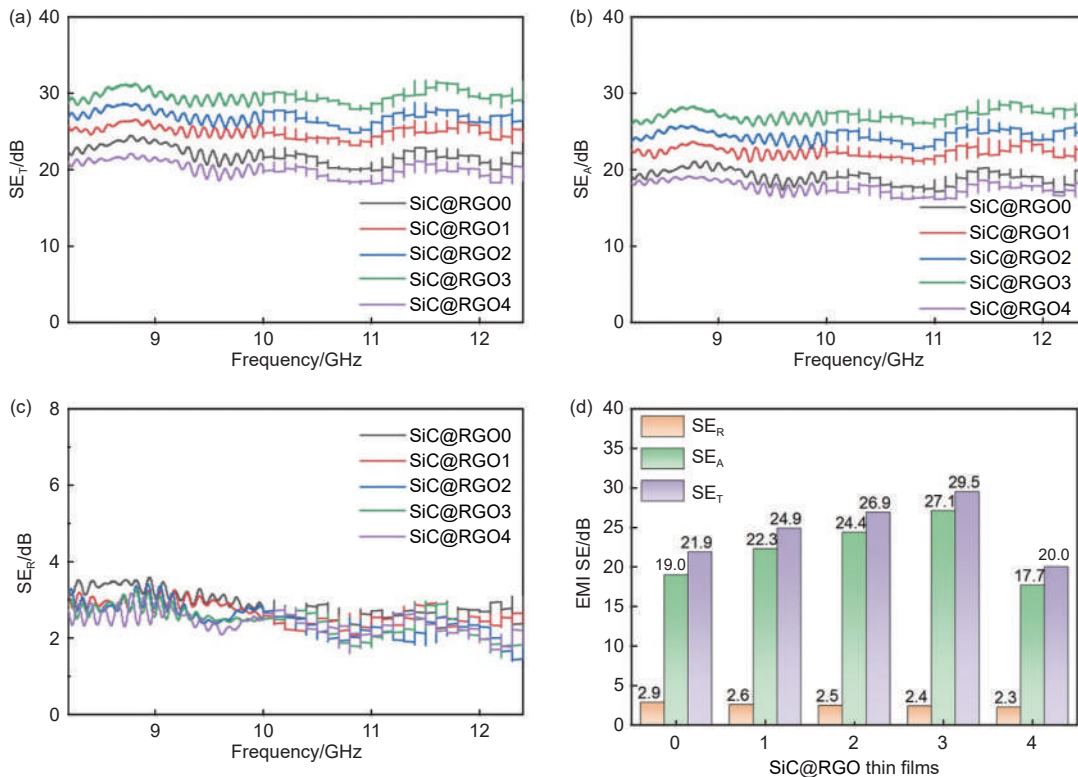 (a)
40
30
20
10
0
SE_T/dB
SiC@RGO0
SiC@RGO1
SiC@RGO2
SiC@RGO3
SiC@RGO4
9 10 11 12
Frequency/GHz
(b)
40
30
20
10
0
SE_A/dB
SiC@RGO0
SiC@RGO1
SiC@RGO2
SiC@RGO3
SiC@RGO4
9 10 11 12
Frequency/GHz
(c)
8
6
4
2
0
SE_R/dB
SiC@RGO0
SiC@RGO1
SiC@RGO2
SiC@RGO3
SiC@RGO4
9 10 11 12
Frequency/GHz
(d)
40
35
30
25
20
15
10
5
0
EMI SE/dB
SE_R
SE_A
SE_T
2.9 19.0 21.9
2.6 22.3 24.9
2.5 24.4 26.9
2.4 27.1 29.5
2.3 17.7 20.0
0 1 2 3 4
SiC@RGO thin films